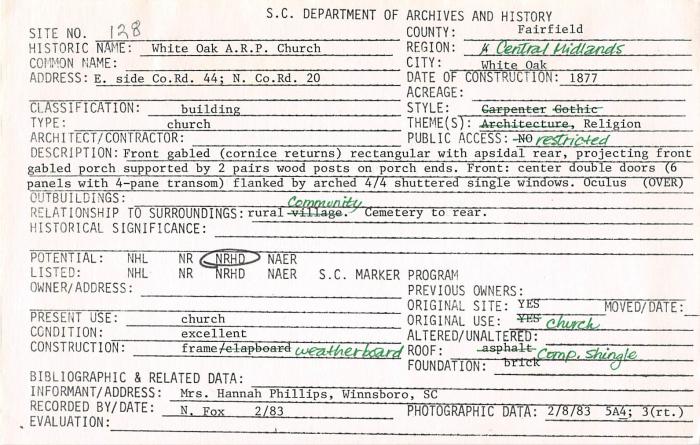 S.C. DEPARTMENT OF ARCHIVES AND HISTORY
SITE NO. 128 COUNTY: Fairfield
HISTORIC NAME: White Oak A.R.P. Church REGION: Central Midlands
COMMON NAME: CITY: White Oak
ADDRESS: E. side Co.Rd. 44; N. Co.Rd. 20 DATE OF CONSTRUCTION: 1877
ACREAGE:
CLASSIFICATION: building STYLE: Carpenter Gothic
TYPE: church THEME(S): Architecture, Religion
ARCHITECT/CONTRACTOR: PUBLIC ACCESS: NO restricted
DESCRIPTION: Front gabled (cornice returns) rectangular with apsidal rear, projecting front
gabled porch supported by 2 pairs wood posts on porch ends. Front: center double doors (6
panels with 4-pane transom) flanked by arched 4/4 shuttered single windows. Oculus (OVER)
OUTBUILDINGS: Community
RELATIONSHIP TO SURROUNDINGS: rural village. Cemetery to rear.
HISTORICAL SIGNIFICANCE:
POTENTIAL: NHL NR NRHD NAER
LISTED: NHL NR NRHD NAER S.C. MARKER PROGRAM
OWNER/ADDRESS: PREVIOUS OWNERS:
ORIGINAL SITE: YES MOVED/DATE:
PRESENT USE: church ORIGINAL USE: YES church
CONDITION: excellent ALTERED/UNALTERED:
CONSTRUCTION: frame/clapboard weatherboard ROOF: asphalt Comp. Shingle
FOUNDATION: brick
BIBLIOGRAPHIC & RELATED DATA:
INFORMANT/ADDRESS: Mrs. Hannah Phillips, Winnsboro, SC
RECORDED BY/DATE: N. Fox 2/83 PHOTOGRAPHIC DATA: 2/8/83 5A4; 3(rt.)
EVALUATION: